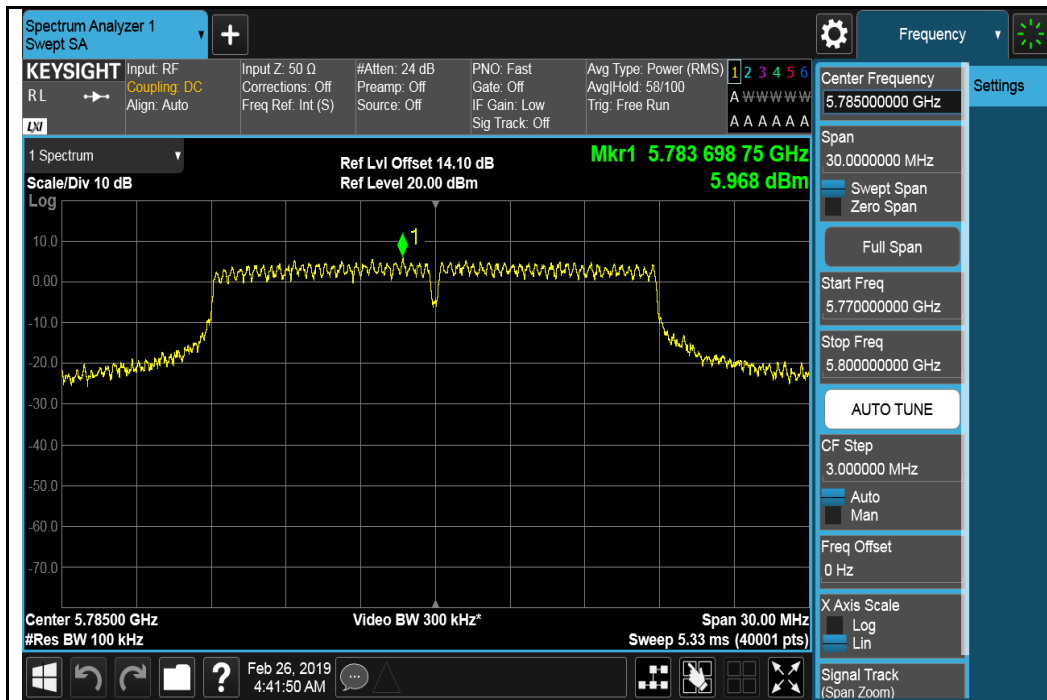 Spectrum Analyzer 1
Swept SA
+
Frequency
KEYSIGHT
RL
LXI
Input: RF
Coupling: DC
Align: Auto
Input Z: 50 Ω
Corrections: Off
Freq Ref: Int (S)
#Atten: 24 dB
Preamp: Off
Source: Off
PNO: Fast
Gate: Off
IF Gain: Low
Sig Track: Off
Avg Type: Power (RMS)
Avg|Hold: 58/100
Trig: Free Run
1 2 3 4 5 6
A W W W W W
A A A A A A
1 Spectrum
Scale/Div 10 dB
Log
Ref Lvl Offset 14.10 dB
Ref Level 20.00 dBm
Mkr1 5.783 698 75 GHz
5.968 dBm
1
10.0
0.00
-10.0
-20.0
-30.0
-40.0
-50.0
-60.0
-70.0
Center 5.78500 GHz
#Res BW 100 kHz
Video BW 300 kHz*
Span 30.00 MHz
Sweep 5.33 ms (40001 pts)
?
Feb 26, 2019
4:41:50 AM
Center Frequency
5.785000000 GHz
Settings
Span
30.0000000 MHz
Swept Span
Zero Span
Full Span
Start Freq
5.770000000 GHz
Stop Freq
5.800000000 GHz
AUTO TUNE
CF Step
3.000000 MHz
Auto
Man
Freq Offset
0 Hz
X Axis Scale
Log
Lin
Signal Track
(Span Zoom)